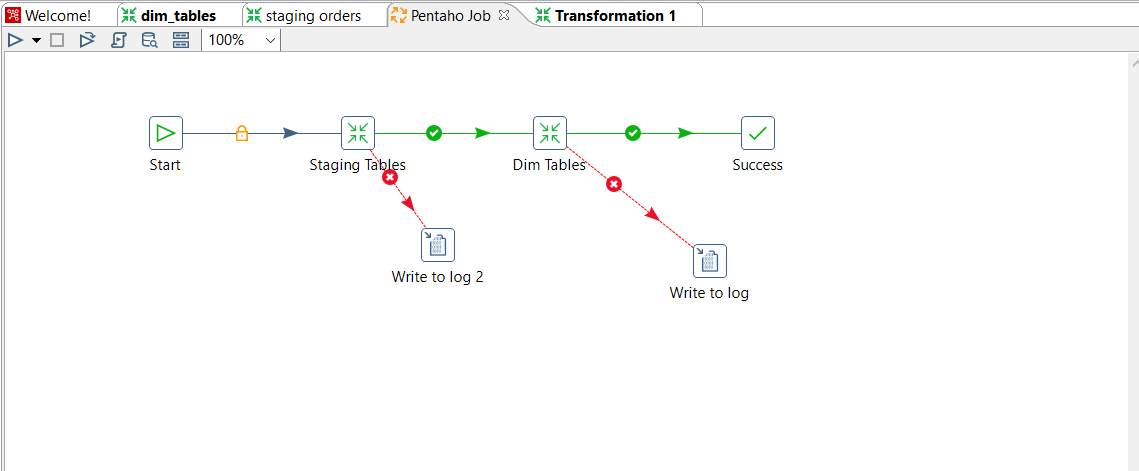 Welcome!
dim_tables
staging orders
Pentaho Job
Transformation 1
100%
Start
Staging Tables
Dim Tables
Success
Write to log 2
Write to log